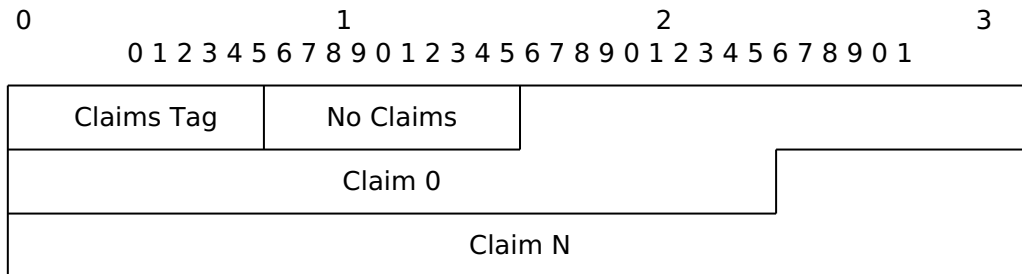 0 1 2 3
0 1 2 3 4 5 6 7 8 9 0 1 2 3 4 5 6 7 8 9 0 1 2 3 4 5 6 7 8 9 0 1
Claims Tag No Claims
Claim 0
Claim N